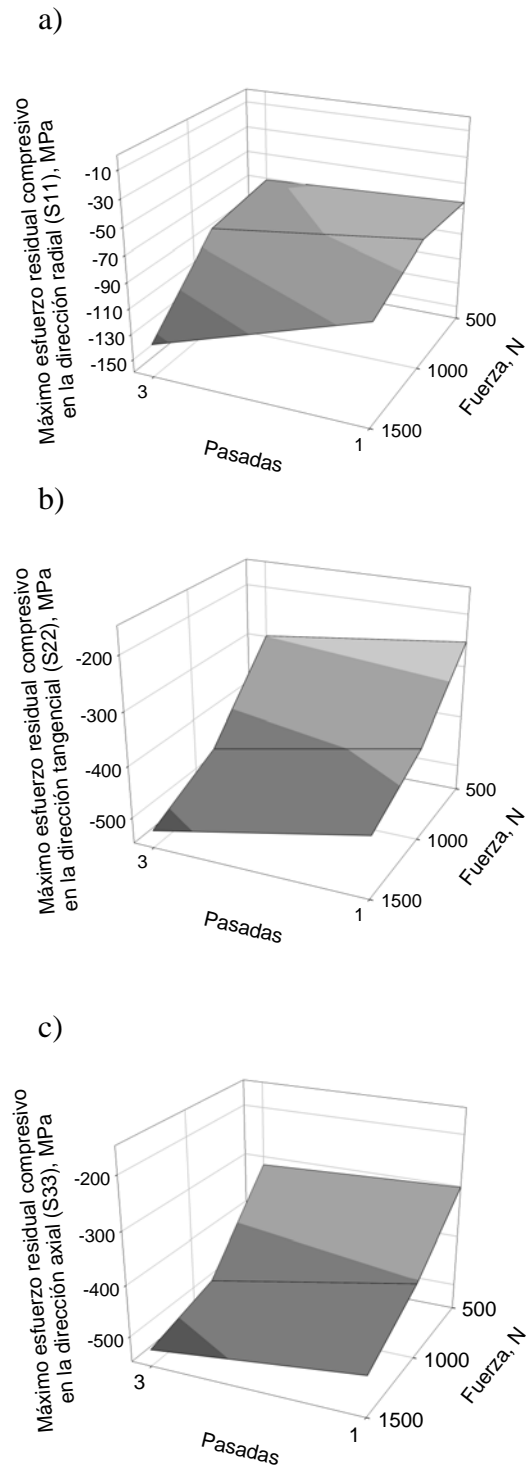 a)
Máximo esfuerzo residual compresivo
en la dirección radial (S11), MPa
-10
-30
-50
-70
-90
-110
-130
-150
3
Pasadas
1
1500
1000
500
Fuerza, N
b)
Máximo esfuerzo residual compresivo
en la dirección tangencial (S22), MPa
-200
-300
-400
-500
3
Pasadas
1
1500
1000
500
Fuerza, N
c)
Máximo esfuerzo residual compresivo
en la dirección axial (S33), MPa
-200
-300
-400
-500
3
Pasadas
1
1500
1000
500
Fuerza, N